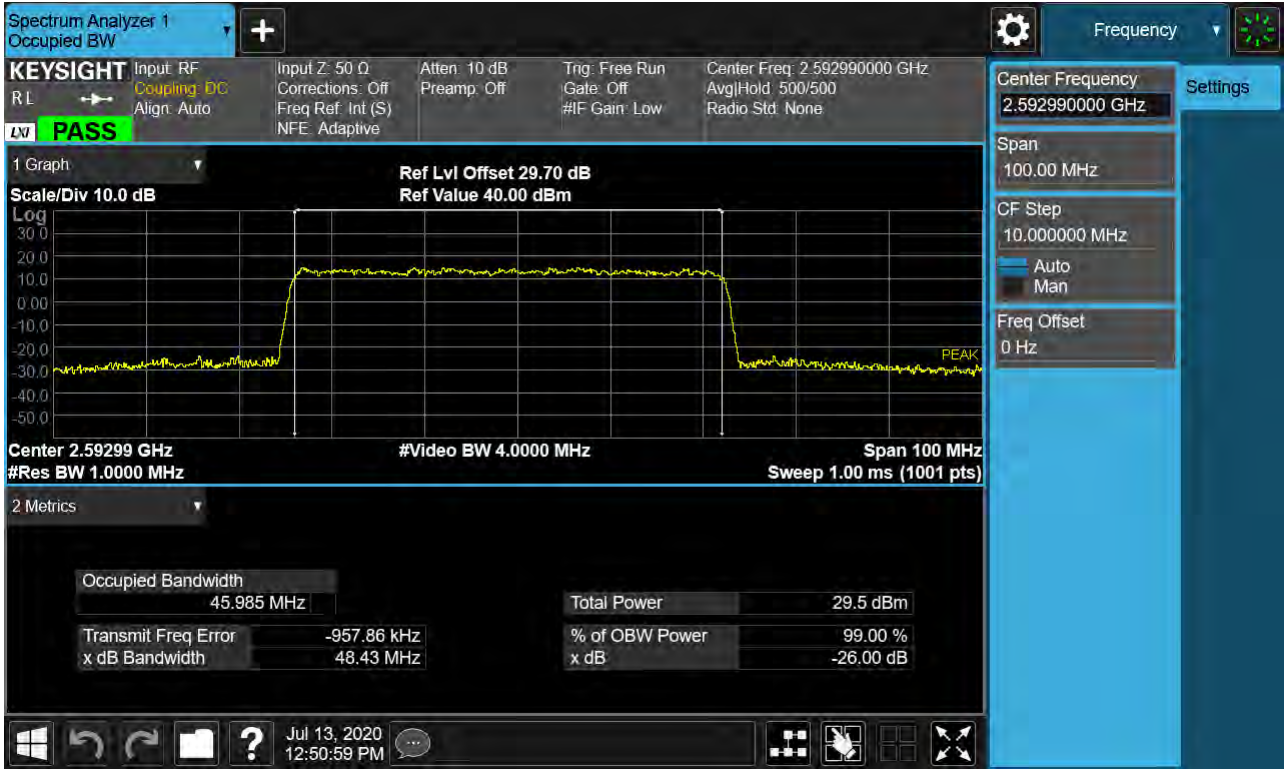 Spectrum Analyzer 1
Occupied BW
+
Frequency
KEYSIGHT
R L
LXI PASS
Input: RF
Coupling: DC
Align: Auto
Input Z: 50 Ω
Corrections: Off
Freq Ref: Int (S)
NFE: Adaptive
Atten: 10 dB
Preamp: Off
Trig: Free Run
Gate: Off
#IF Gain: Low
Center Freq: 2.592990000 GHz
Avg|Hold: 500/500
Radio Std: None
Center Frequency
2.592990000 GHz
Settings
Span
100.00 MHz
CF Step
10.000000 MHz
Auto
Man
Freq Offset
0 Hz
1 Graph
Scale/Div 10.0 dB
Ref Lvl Offset 29.70 dB
Ref Value 40.00 dBm
Log
30.0
20.0
10.0
0.00
-10.0
-20.0
-30.0
-40.0
-50.0
PEAK
Center 2.59299 GHz
#Video BW 4.0000 MHz
Span 100 MHz
#Res BW 1.0000 MHz
Sweep 1.00 ms (1001 pts)
2 Metrics
Occupied Bandwidth
45.985 MHz
Total Power 29.5 dBm
Transmit Freq Error -957.86 kHz
% of OBW Power 99.00 %
x dB Bandwidth 48.43 MHz
x dB -26.00 dB
?
Jul 13, 2020
12:50:59 PM